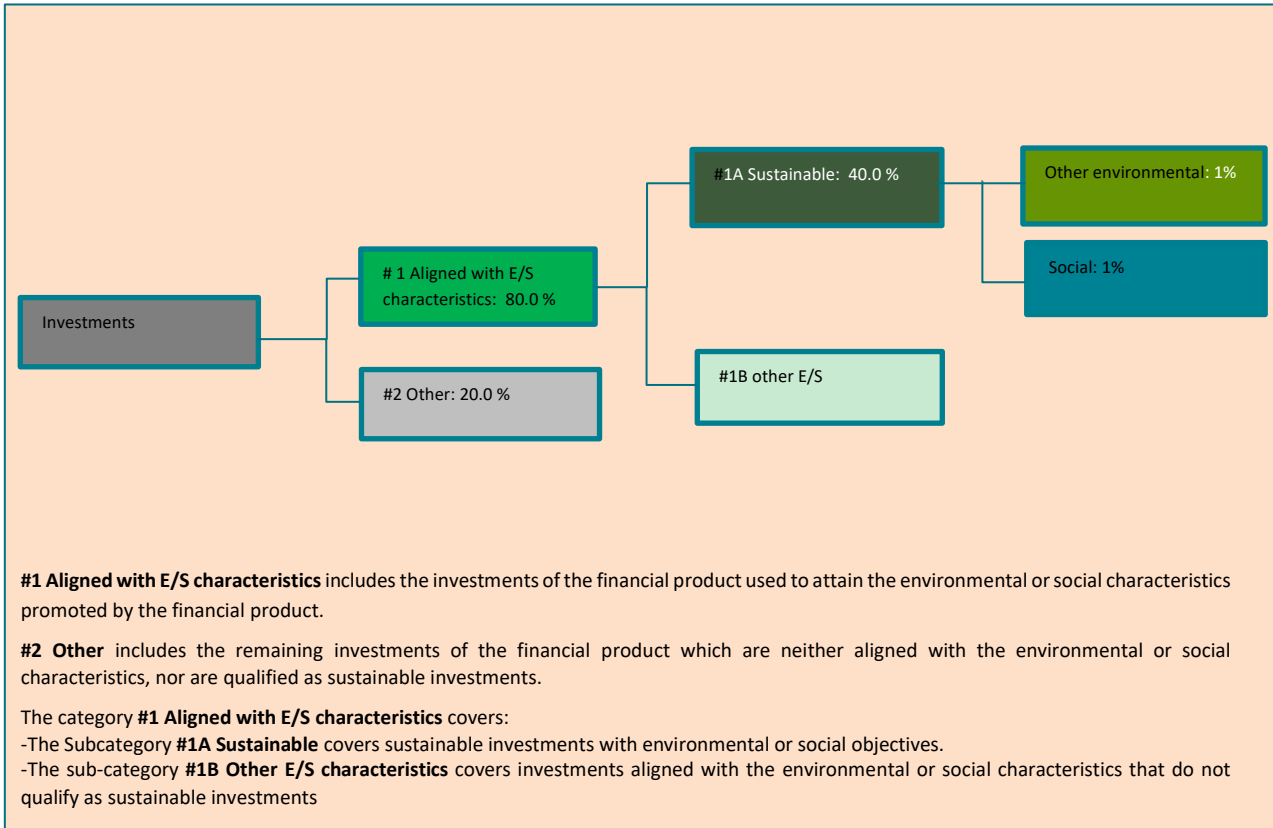 #1A Sustainable: 40.0 %
Other environmental: 1%
Social: 1%
# 1 Aligned with E/S
characteristics: 80.0 %
Investments
#1B other E/S
#2 Other: 20.0 %
#1 Aligned with E/S characteristics includes the investments of the financial product used to attain the environmental or social characteristics
promoted by the financial product.
#2 Other includes the remaining investments of the financial product which are neither aligned with the environmental or social
characteristics, nor are qualified as sustainable investments.
The category #1 Aligned with E/S characteristics covers:
-The Subcategory #1A Sustainable covers sustainable investments with environmental or social objectives.
-The sub-category #1B Other E/S characteristics covers investments aligned with the environmental or social characteristics that do not
qualify as sustainable investments